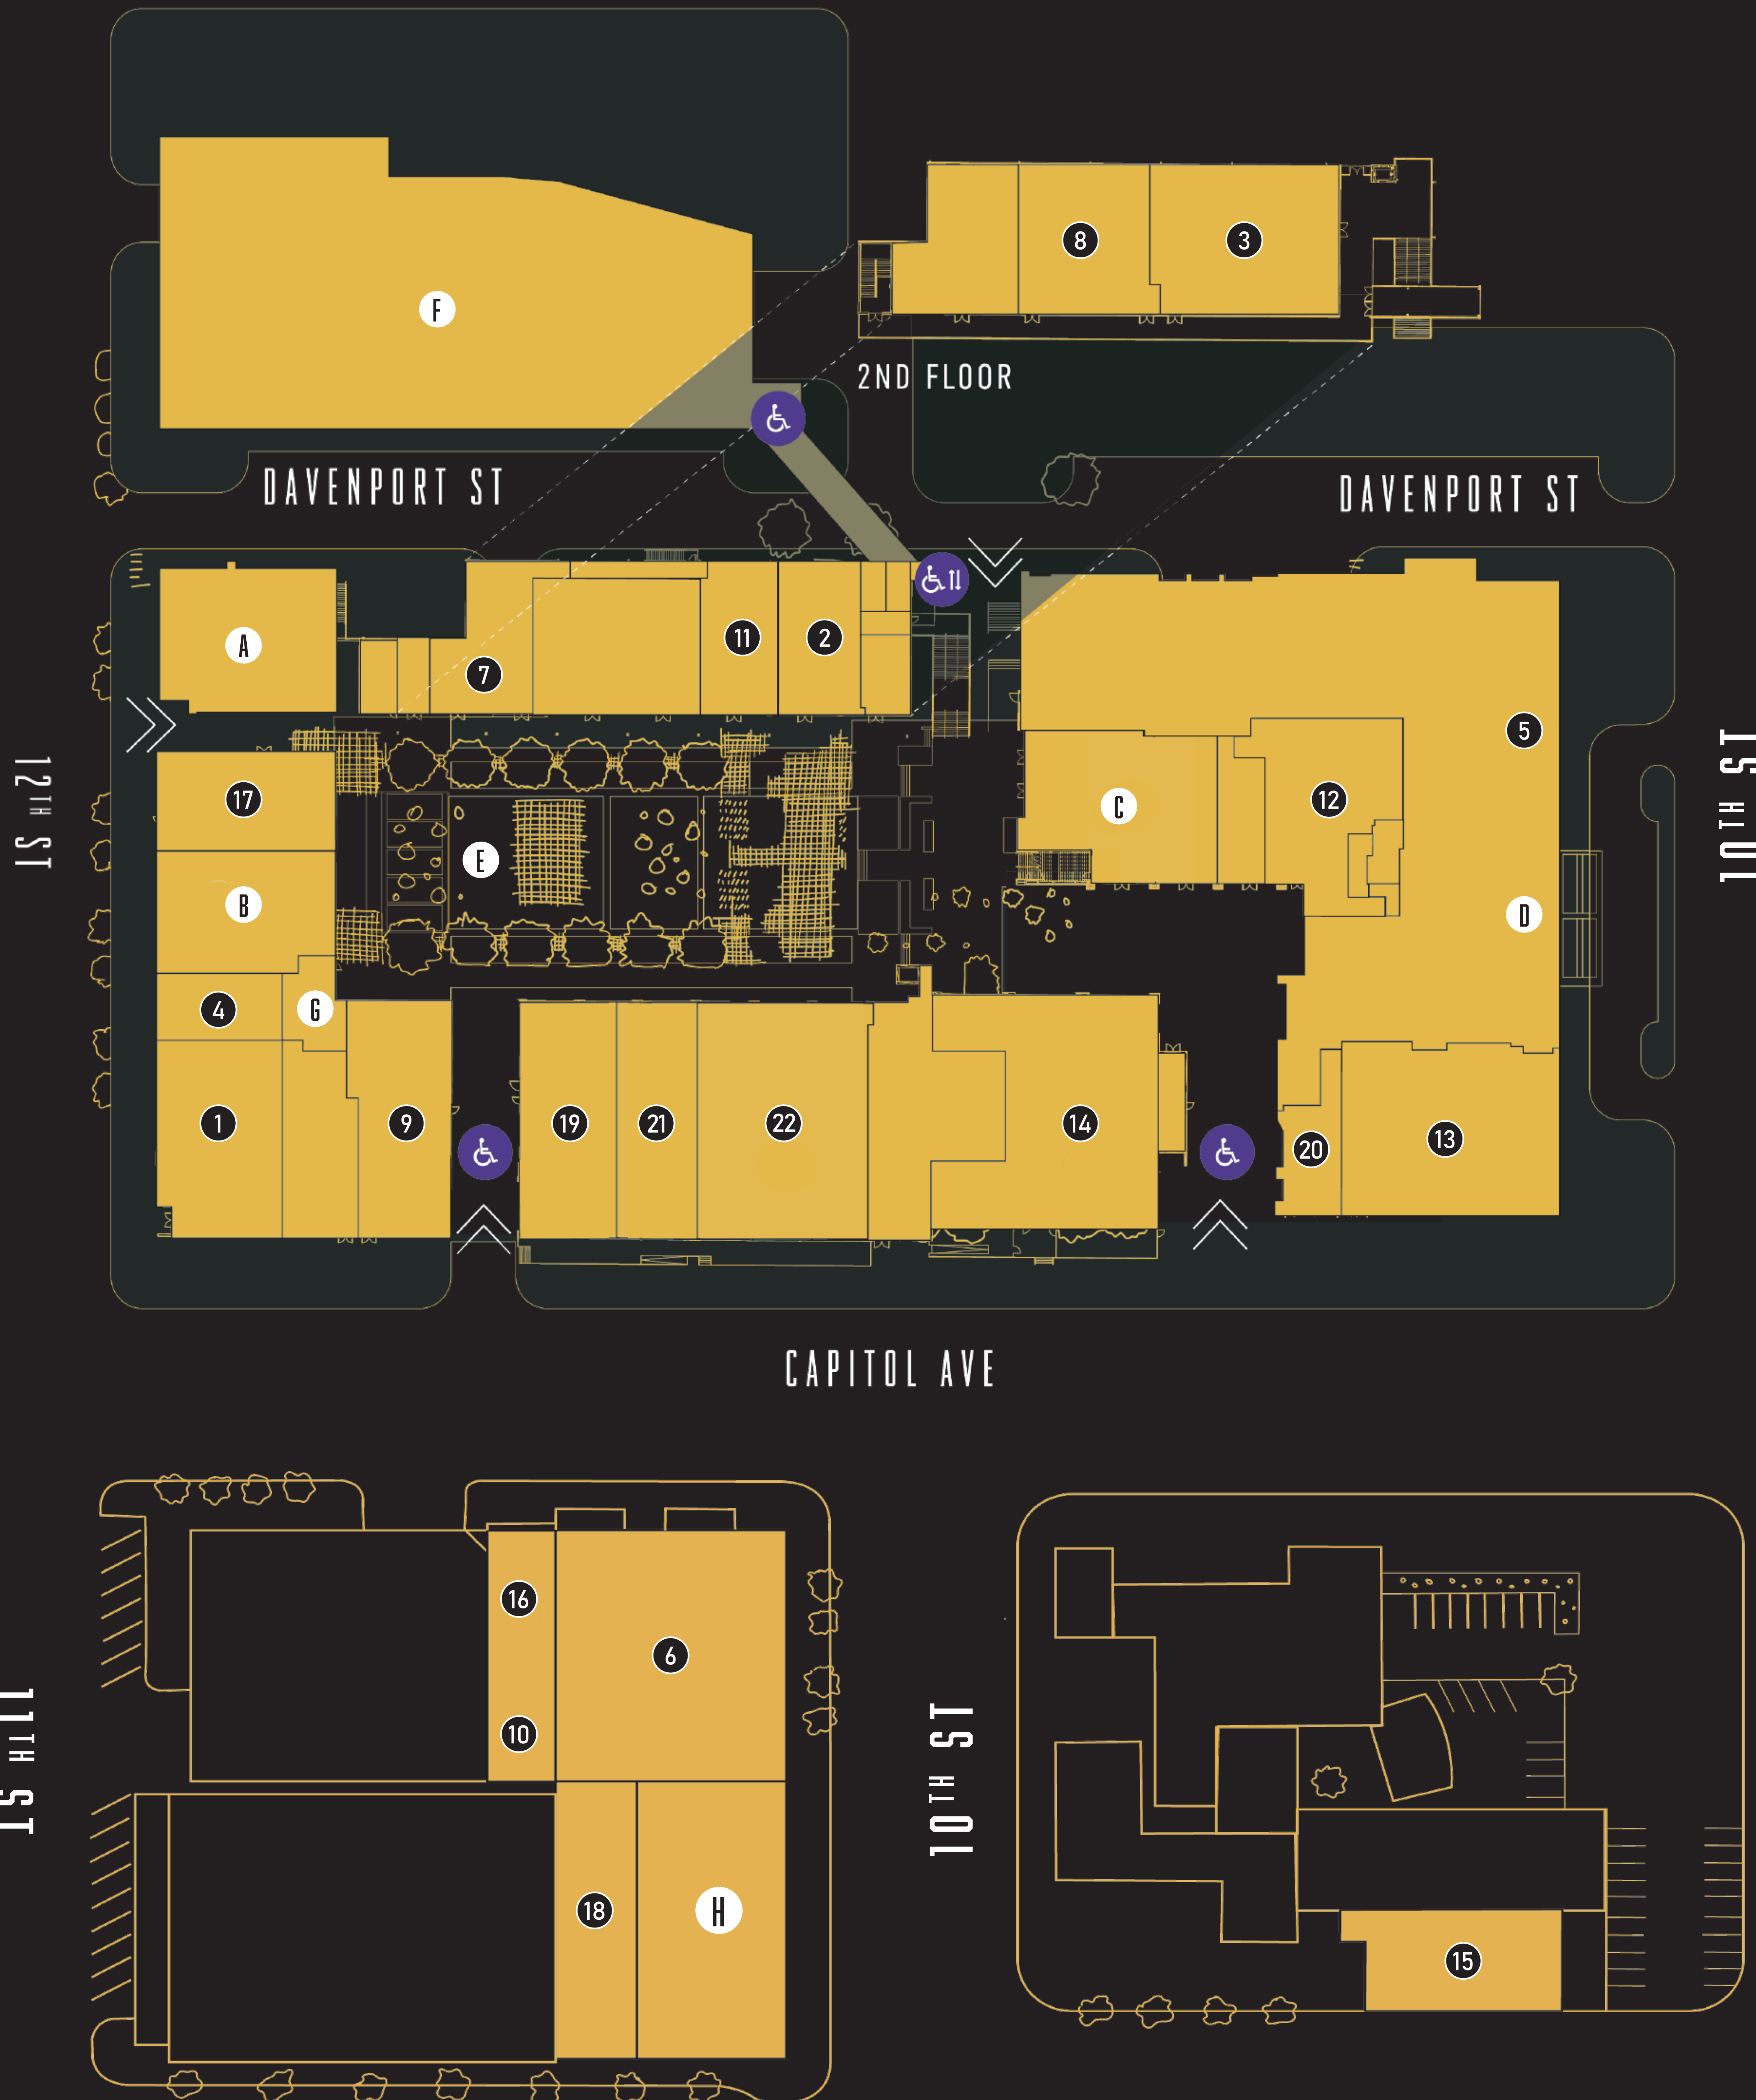 F
8
3
2ND FLOOR
DAVENPORT ST
DAVENPORT ST
A
7
11
2
5
12TH ST
10TH ST
17
E
C
12
B
D
4
G
1
9
19
21
22
14
20
13
CAPITOL AVE
16
6
11TH ST
10
10TH ST
18
H
15